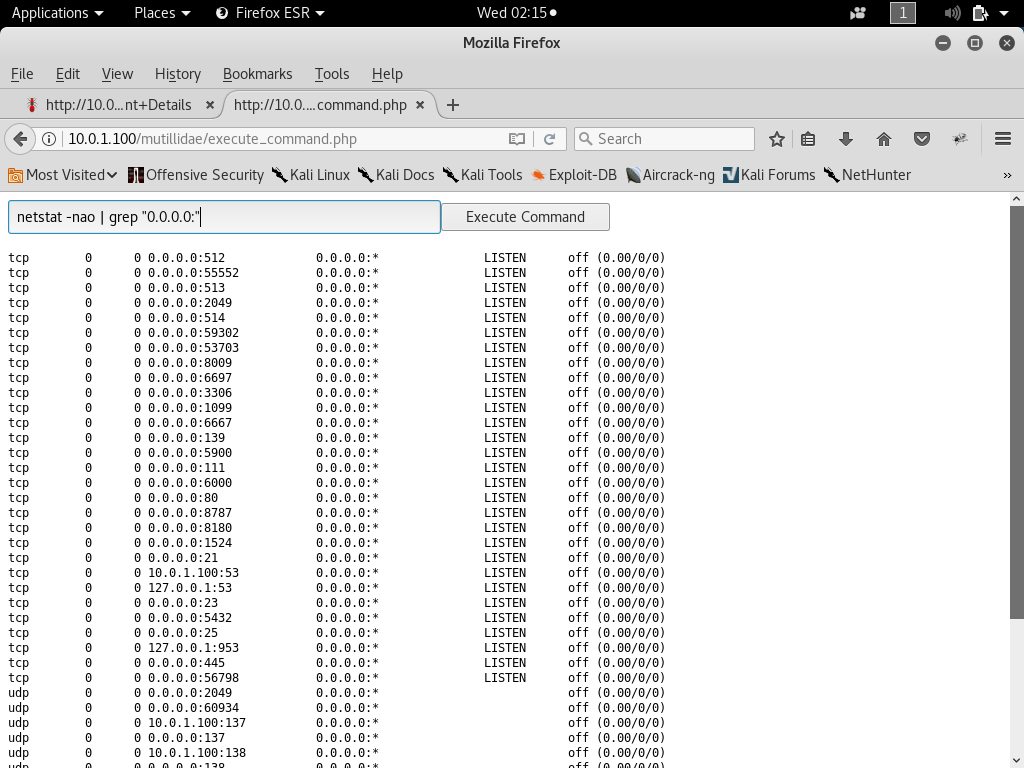 Applications Places Firefox ESR Wed 02:15 1
Mozilla Firefox
File Edit View History Bookmarks Tools Help
http://10.0...nt+Details × http://10.0....command.php × +
10.0.1.100/mutillidae/execute_command.php Search
Most Visited Offensive Security Kali Linux Kali Docs Kali Tools Exploit-DB Aircrack-ng Kali Forums NetHunter »
netstat -nao | grep "0.0.0.0:" Execute Command
tcp 0 0 0.0.0.0:512 0.0.0.0:* LISTEN off (0.00/0/0)
tcp 0 0 0.0.0.0:55552 0.0.0.0:* LISTEN off (0.00/0/0)
tcp 0 0 0.0.0.0:513 0.0.0.0:* LISTEN off (0.00/0/0)
tcp 0 0 0.0.0.0:2049 0.0.0.0:* LISTEN off (0.00/0/0)
tcp 0 0 0.0.0.0:514 0.0.0.0:* LISTEN off (0.00/0/0)
tcp 0 0 0.0.0.0:59302 0.0.0.0:* LISTEN off (0.00/0/0)
tcp 0 0 0.0.0.0:53703 0.0.0.0:* LISTEN off (0.00/0/0)
tcp 0 0 0.0.0.0:8009 0.0.0.0:* LISTEN off (0.00/0/0)
tcp 0 0 0.0.0.0:6697 0.0.0.0:* LISTEN off (0.00/0/0)
tcp 0 0 0.0.0.0:3306 0.0.0.0:* LISTEN off (0.00/0/0)
tcp 0 0 0.0.0.0:1099 0.0.0.0:* LISTEN off (0.00/0/0)
tcp 0 0 0.0.0.0:6667 0.0.0.0:* LISTEN off (0.00/0/0)
tcp 0 0 0.0.0.0:139 0.0.0.0:* LISTEN off (0.00/0/0)
tcp 0 0 0.0.0.0:5900 0.0.0.0:* LISTEN off (0.00/0/0)
tcp 0 0 0.0.0.0:111 0.0.0.0:* LISTEN off (0.00/0/0)
tcp 0 0 0.0.0.0:6000 0.0.0.0:* LISTEN off (0.00/0/0)
tcp 0 0 0.0.0.0:80 0.0.0.0:* LISTEN off (0.00/0/0)
tcp 0 0 0.0.0.0:8787 0.0.0.0:* LISTEN off (0.00/0/0)
tcp 0 0 0.0.0.0:8180 0.0.0.0:* LISTEN off (0.00/0/0)
tcp 0 0 0.0.0.0:1524 0.0.0.0:* LISTEN off (0.00/0/0)
tcp 0 0 0.0.0.0:21 0.0.0.0:* LISTEN off (0.00/0/0)
tcp 0 0 10.0.1.100:53 0.0.0.0:* LISTEN off (0.00/0/0)
tcp 0 0 127.0.0.1:53 0.0.0.0:* LISTEN off (0.00/0/0)
tcp 0 0 0.0.0.0:23 0.0.0.0:* LISTEN off (0.00/0/0)
tcp 0 0 0.0.0.0:5432 0.0.0.0:* LISTEN off (0.00/0/0)
tcp 0 0 0.0.0.0:25 0.0.0.0:* LISTEN off (0.00/0/0)
tcp 0 0 127.0.0.1:953 0.0.0.0:* LISTEN off (0.00/0/0)
tcp 0 0 0.0.0.0:445 0.0.0.0:* LISTEN off (0.00/0/0)
tcp 0 0 0.0.0.0:56798 0.0.0.0:* LISTEN off (0.00/0/0)
udp 0 0 0.0.0.0:2049 0.0.0.0:* off (0.00/0/0)
udp 0 0 0.0.0.0:60934 0.0.0.0:* off (0.00/0/0)
udp 0 0 10.0.1.100:137 0.0.0.0:* off (0.00/0/0)
udp 0 0 0.0.0.0:137 0.0.0.0:* off (0.00/0/0)
udp 0 0 10.0.1.100:138 0.0.0.0:* off (0.00/0/0)
udp 0 0 0.0.0.0:138 0.0.0.0:* off (0.00/0/0)